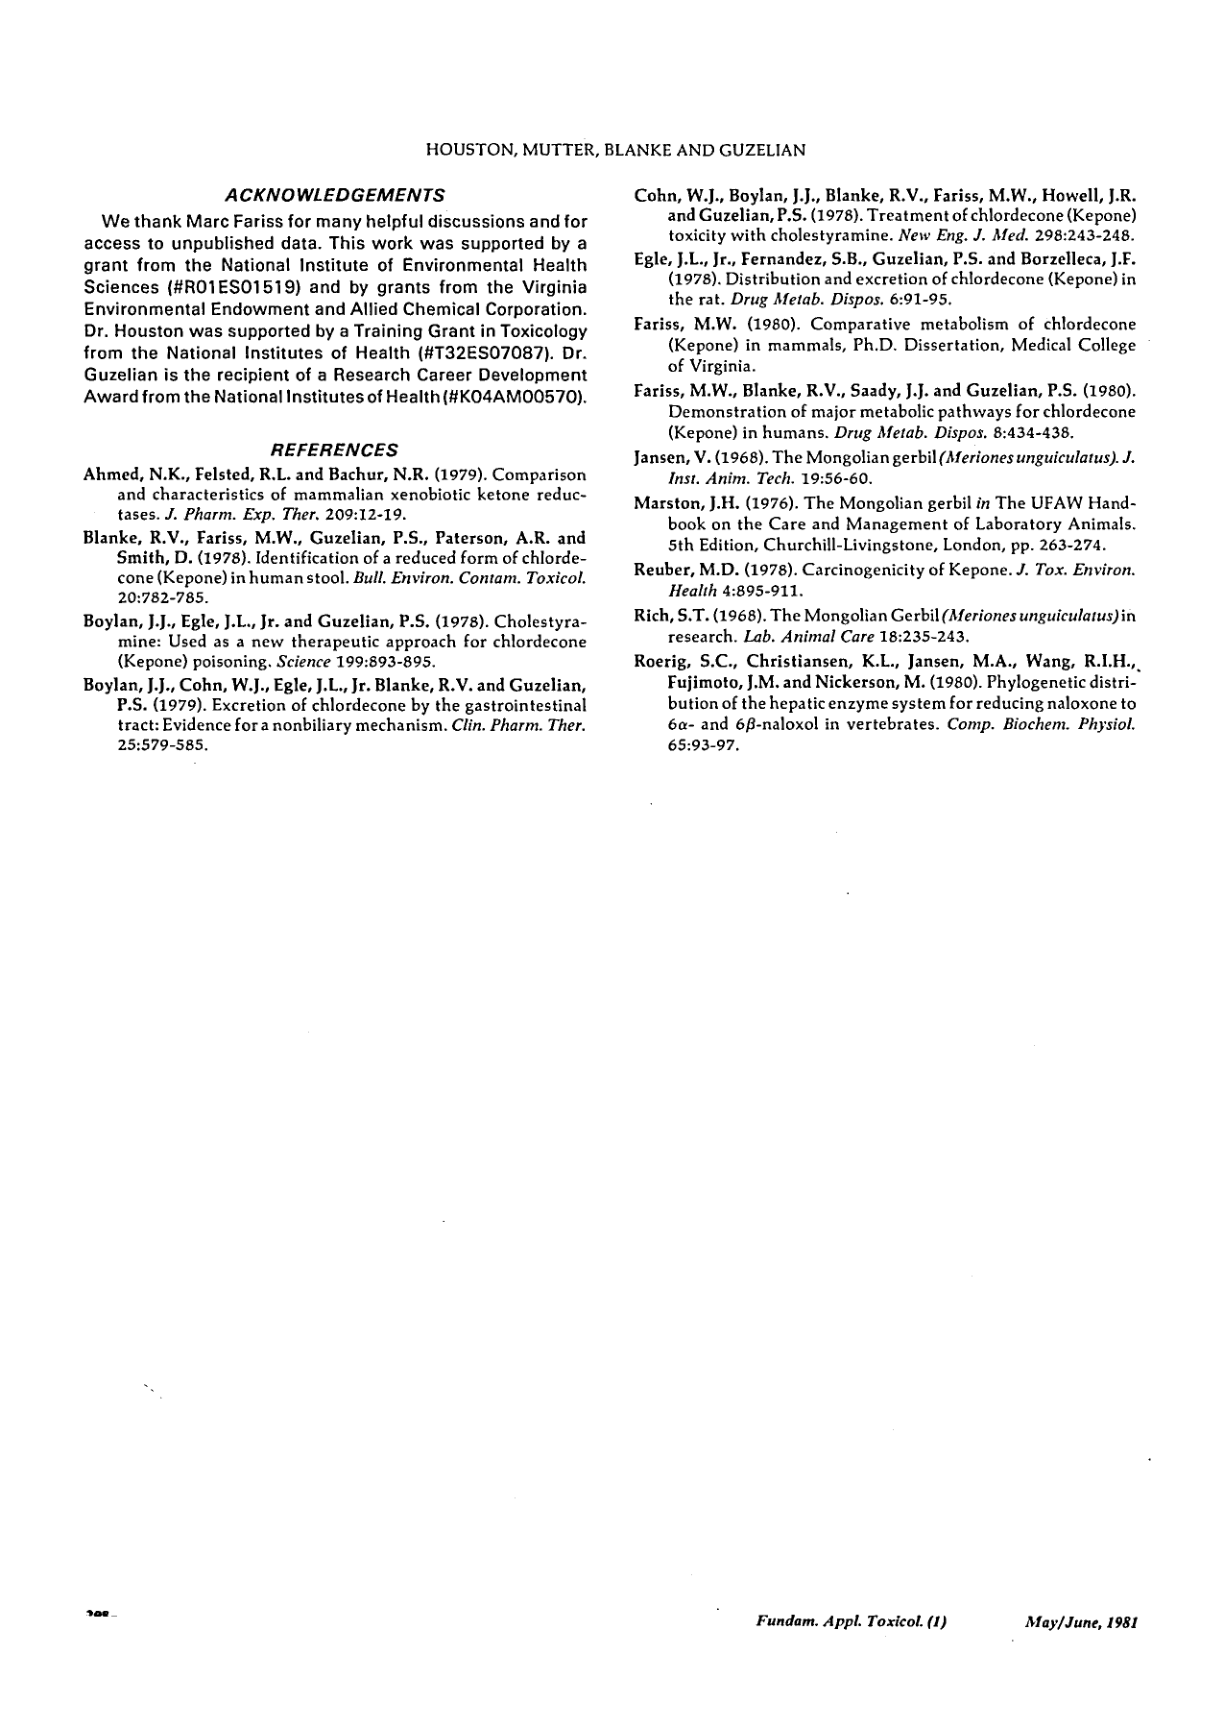 HOUSTON, MUTTER, BLANKE AND GUZELIAN
ACKNOWLEDGEMENTS
We thank Marc Fariss for many helpful discussions and for
access to unpublished data. This work was supported by a
grant from the National Institute of Environmental Health
Sciences (#R01ES01519) and by grants from the Virginia
Environmental Endowment and Allied Chemical Corporation.
Dr. Houston was supported by a Training Grant in Toxicology
from the National Institutes of Health (#T32ES07087). Dr.
Guzelian is the recipient of a Research Career Development
Award from the National Institutes of Health (#K04AM00570).
REFERENCES
Ahmed, N.K., Felsted, R.L. and Bachur, N.R. (1979). Comparison
and characteristics of mammalian xenobiotic ketone reduc-
tases. J. Pharm. Exp. Ther. 209:12-19.
Blanke, R.V., Fariss, M.W., Guzelian, P.S., Paterson, A.R. and
Smith, D. (1978). Identification of a reduced form of chlorde-
cone (Kepone) in human stool. Bull. Environ. Contam. Toxicol.
20:782-785.
Boylan, J.J., Egle, J.L., Jr. and Guzelian, P.S. (1978). Cholestyra-
mine: Used as a new therapeutic approach for chlordecone
(Kepone) poisoning. Science 199:893-895.
Boylan, J.J., Cohn, W.J., Egle, J.L., Jr. Blanke, R.V. and Guzelian,
P.S. (1979). Excretion of chlordecone by the gastrointestinal
tract: Evidence for a nonbiliary mechanism. Clin. Pharm. Ther.
25:579-585.
Cohn, W.J., Boylan, J.J., Blanke, R.V., Fariss, M.W., Howell, J.R.
and Guzelian, P.S. (1978). Treatment of chlordecone (Kepone)
toxicity with cholestyramine. New Eng. J. Med. 298:243-248.
Egle, J.L., Jr., Fernandez, S.B., Guzelian, P.S. and Borzelleca, J.F.
(1978). Distribution and excretion of chlordecone (Kepone) in
the rat. Drug Metab. Dispos. 6:91-95.
Fariss, M.W. (1980). Comparative metabolism of chlordecone
(Kepone) in mammals, Ph.D. Dissertation, Medical College
of Virginia.
Fariss, M.W., Blanke, R.V., Saady, J.J. and Guzelian, P.S. (1980).
Demonstration of major metabolic pathways for chlordecone
(Kepone) in humans. Drug Metab. Dispos. 8:434-438.
Jansen, V. (1968). The Mongolian gerbil (Meriones unguiculatus). J.
Inst. Anim. Tech. 19:56-60.
Marston, J.H. (1976). The Mongolian gerbil in The UFAW Hand-
book on the Care and Management of Laboratory Animals.
5th Edition, Churchill-Livingstone, London, pp. 263-274.
Reuber, M.D. (1978). Carcinogenicity of Kepone. J. Tox. Environ.
Health 4:895-911.
Rich, S.T. (1968). The Mongolian Gerbil (Meriones unguiculatus) in
research. Lab. Animal Care 18:235-243.
Roerig, S.C., Christiansen, K.L., Jansen, M.A., Wang, R.I.H.,
Fujimoto, J.M. and Nickerson, M. (1980). Phylogenetic distri-
bution of the hepatic enzyme system for reducing naloxone to
6α- and 6β-naloxol in vertebrates. Comp. Biochem. Physiol.
65:93-97.
Fundam. Appl. Toxicol. (1) May/June, 1981